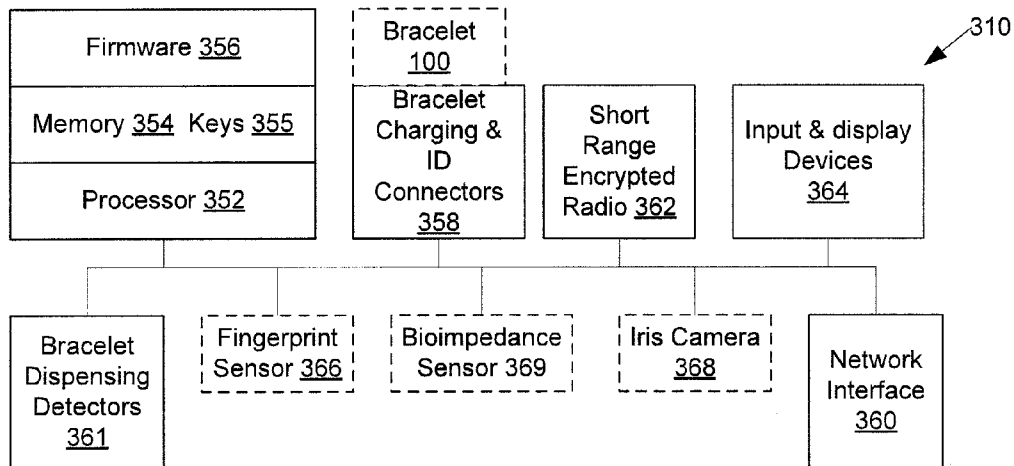 310
Firmware 356
Memory 354 Keys 355
Processor 352
Bracelet
100
Bracelet
Charging &
ID
Connectors
358
Short
Range
Encrypted
Radio 362
Input & display
Devices
364
Bracelet
Dispensing
Detectors
361
Fingerprint
Sensor 366
Bioimpedance
Sensor 369
Iris Camera
368
Network
Interface
360